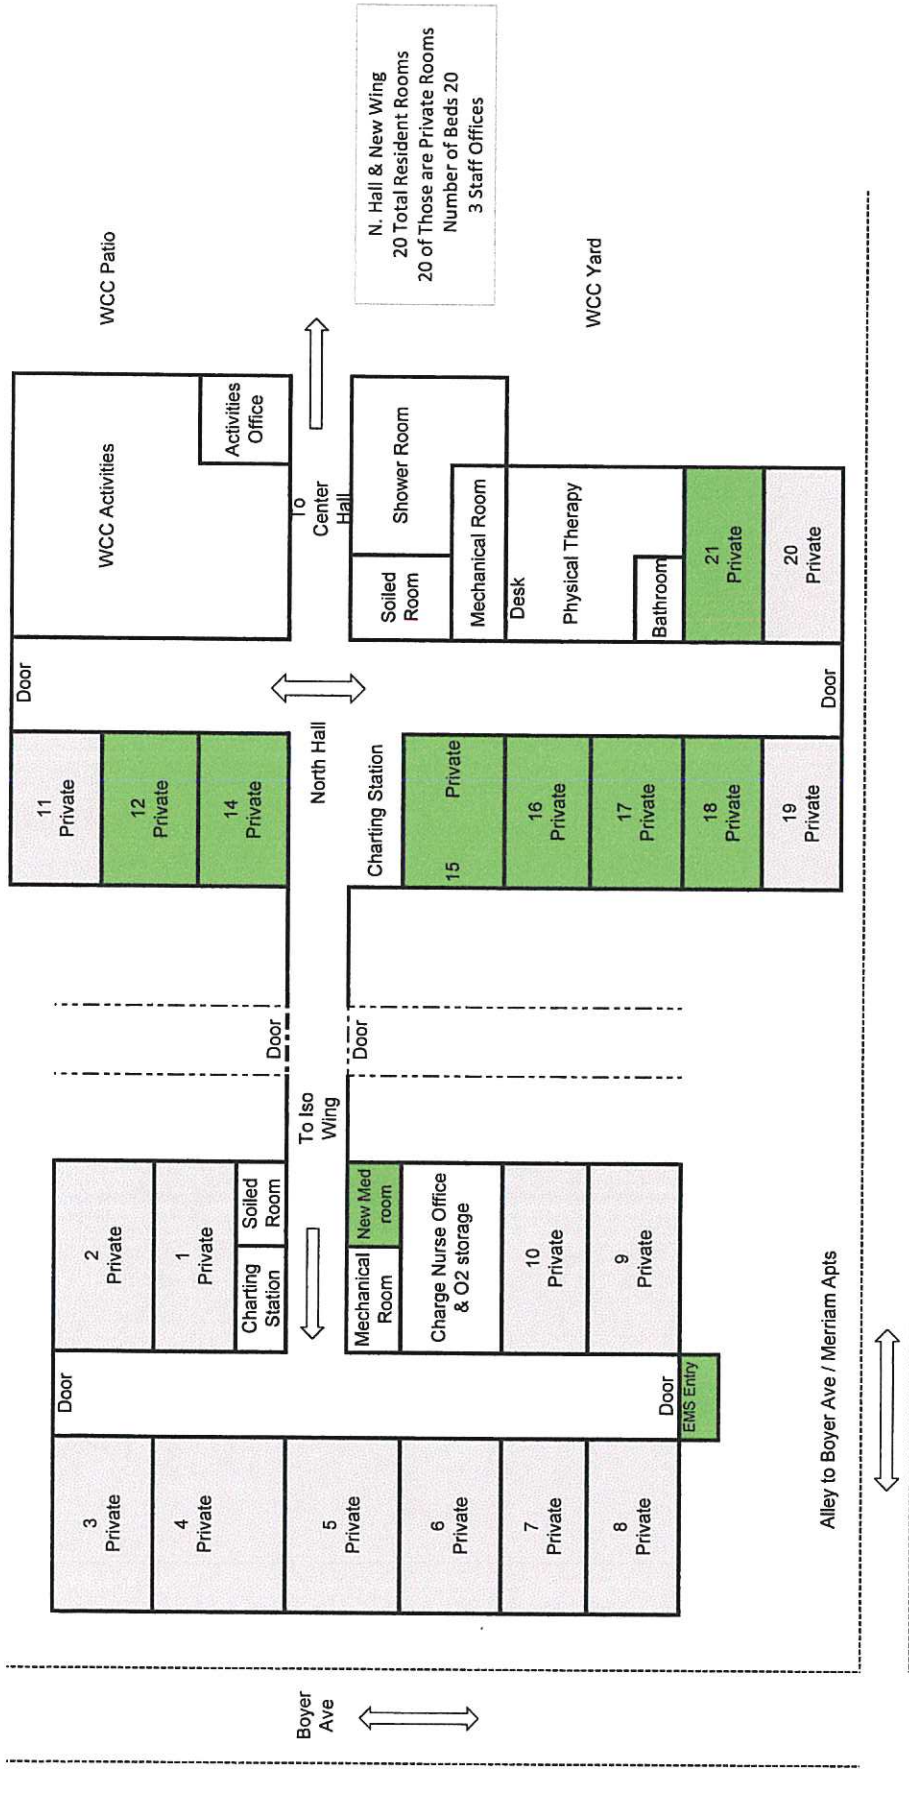 N. Hall & New Wing
20 Total Resident Rooms
20 of Those are Private Rooms
Number of Beds 20
3 Staff Offices
WCC Patio
WCC Yard
WCC Activities
Activities
Office
To
Center
Hall
Shower Room
Soiled
Room
Mechanical Room
Desk
Physical Therapy
Bathroom
21
Private
20
Private
Door
Door
North Hall
Charting Station
11
Private
12
Private
14
Private
15 Private
16
Private
17
Private
18
Private
19
Private
Door
Door
To Iso
Wing
2
Private
1
Private
Soiled
Room
Charting
Station
New Med
room
Mechanical
Room
Charge Nurse Office
& O2 storage
10
Private
9
Private
Door
Door
EMS Entry
3
Private
4
Private
5
Private
6
Private
7
Private
8
Private
Alley to Boyer Ave / Merriam Apts
Boyer
Ave